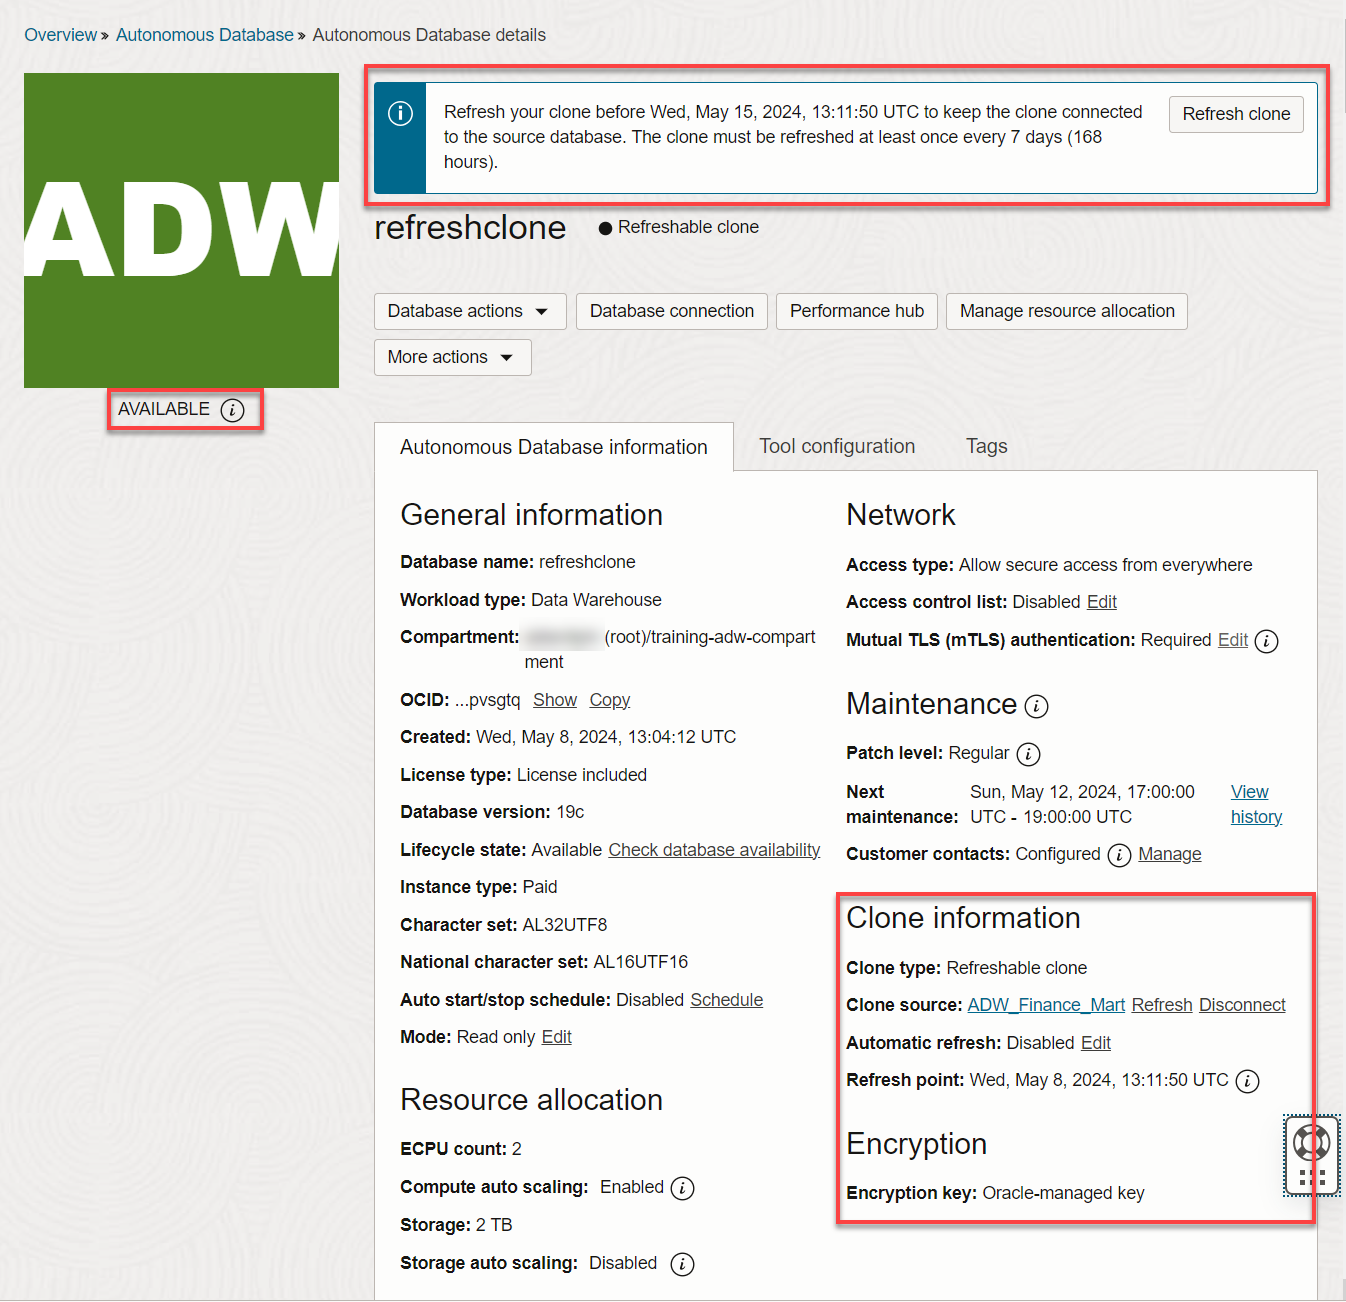 Overview » Autonomous Database » Autonomous Database details
ADW
AVAILABLE
Refresh your clone before Wed, May 15, 2024, 13:11:50 UTC to keep the clone connected
to the source database. The clone must be refreshed at least once every 7 days (168
hours).
Refresh clone
refreshclone
Refreshable clone
Database actions
Database connection
Performance hub
Manage resource allocation
More actions
Autonomous Database information
Tool configuration
Tags
General information
Database name: refreshclone
Workload type: Data Warehouse
Compartment: (root)/training-adw-compart
ment
OCID: ...pvsgtq Show Copy
Created: Wed, May 8, 2024, 13:04:12 UTC
License type: License included
Database version: 19c
Lifecycle state: Available Check database availability
Instance type: Paid
Character set: AL32UTF8
National character set: AL16UTF16
Auto start/stop schedule: Disabled Schedule
Mode: Read only Edit
Resource allocation
ECPU count: 2
Compute auto scaling: Enabled
Storage: 2 TB
Storage auto scaling: Disabled
Network
Access type: Allow secure access from everywhere
Access control list: Disabled Edit
Mutual TLS (mTLS) authentication: Required Edit
Maintenance
Patch level: Regular
Next maintenance: Sun, May 12, 2024, 17:00:00 UTC - 19:00:00 UTC View history
Customer contacts: Configured Manage
Clone information
Clone type: Refreshable clone
Clone source: ADW_Finance_Mart Refresh Disconnect
Automatic refresh: Disabled Edit
Refresh point: Wed, May 8, 2024, 13:11:50 UTC
Encryption
Encryption key: Oracle-managed key